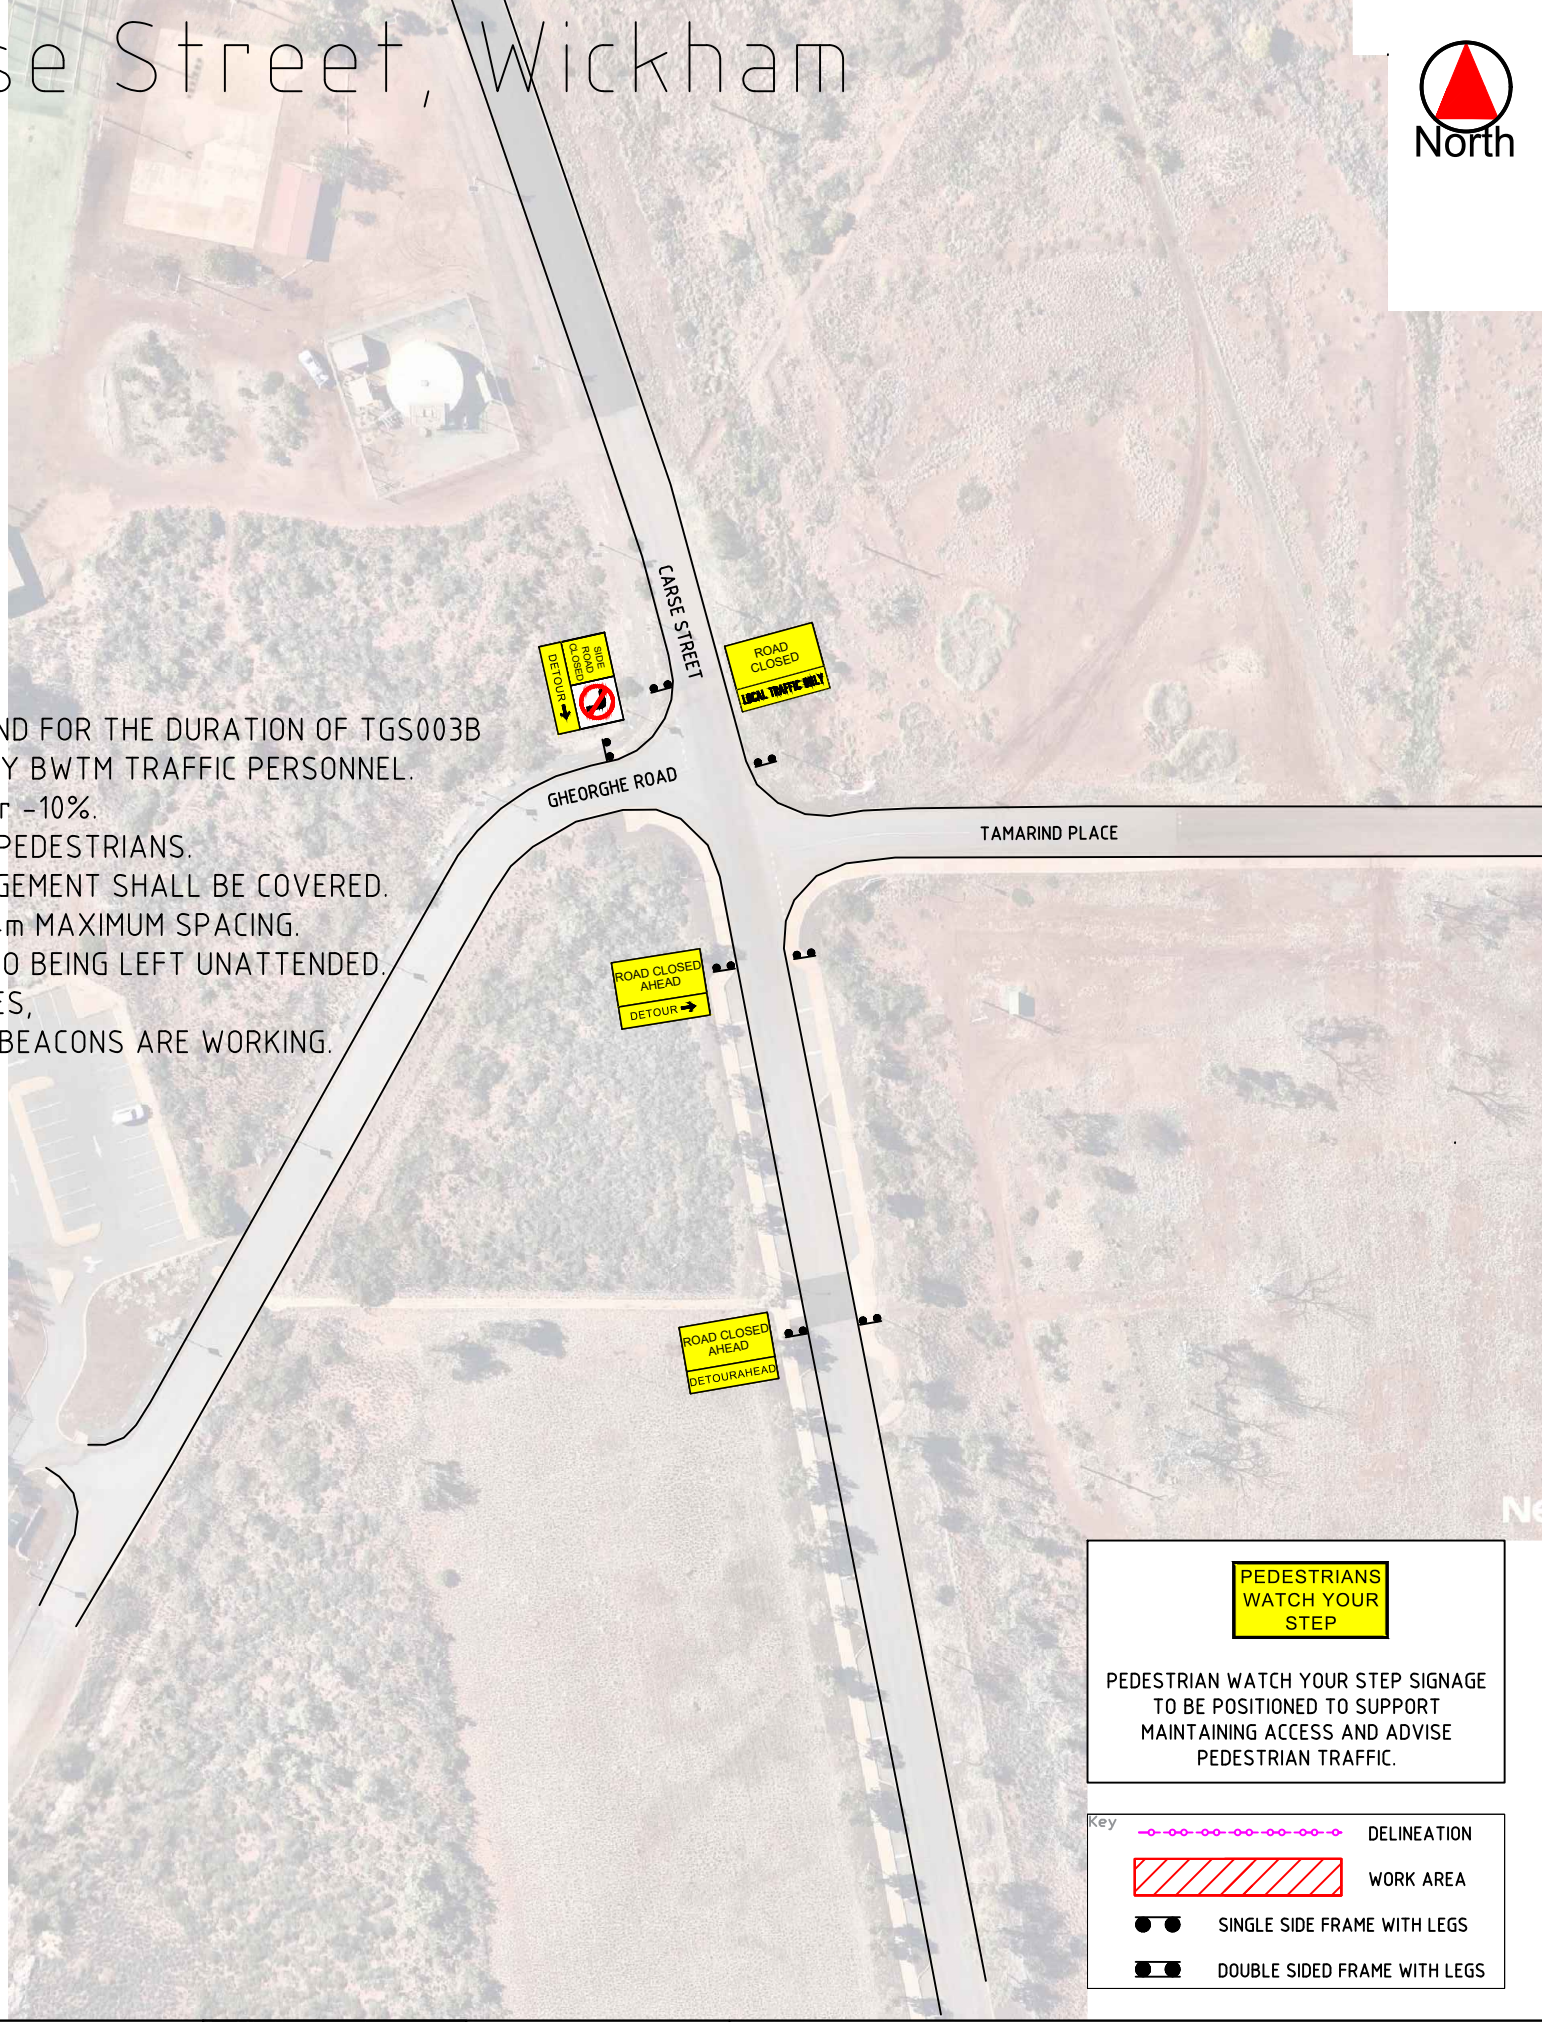 se Street, Wickham
North
CARSE STREET
SIDE
ROAD
CLOSED
DETOUR
ROAD
CLOSED
LOCAL TRAFFIC ONLY
ND FOR THE DURATION OF TGS003B
Y BWTM TRAFFIC PERSONNEL.
r -10%.
PEDESTRIANS.
GEMENT SHALL BE COVERED.
m MAXIMUM SPACING.
O BEING LEFT UNATTENDED.
ES,
BEACONS ARE WORKING.
GHEORGHE ROAD
TAMARIND PLACE
ROAD CLOSED
AHEAD
DETOUR
ROAD CLOSED
AHEAD
DETOURAHEAD
Ne
PEDESTRIANS
WATCH YOUR
STEP
PEDESTRIAN WATCH YOUR STEP SIGNAGE
TO BE POSITIONED TO SUPPORT
MAINTAINING ACCESS AND ADVISE
PEDESTRIAN TRAFFIC.
Key
DELINEATION
WORK AREA
SINGLE SIDE FRAME WITH LEGS
DOUBLE SIDED FRAME WITH LEGS